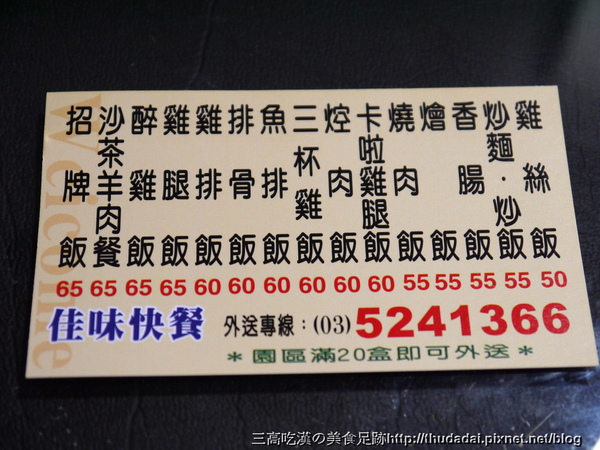 Welcome
招牌飯 65
沙茶羊肉餐 65
醉雞飯 65
雞腿飯 65
雞排飯 60
排骨飯 60
魚排飯 60
三杯雞飯 60
焢肉飯 60
卡啦雞腿飯 60
燒肉飯 55
燴飯 55
香腸飯 55
炒麵·炒飯 55
雞絲飯 50
佳味快餐 外送專線：(03)5241366
＊園區滿20盒即可外送＊
三高吃漢の美食足跡http://thudadai.pixnet.net/blog